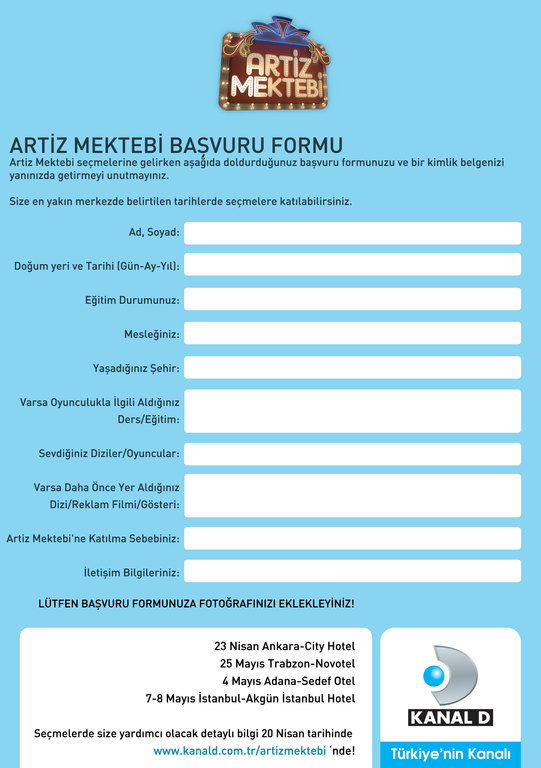 ARTİZ
MEKTEBİ
ARTİZ MEKTEBİ BAŞVURU FORMU
Artiz Mektebi seçmelerine gelirken aşağıda doldurduğunuz başvuru formunuzu ve bir kimlik belgenizi
yanınızda getirmeyi unutmayınız.
Size en yakın merkezde belirtilen tarihlerde seçmelere katılabilirsiniz.
Ad, Soyad:
Doğum yeri ve Tarihi (Gün-Ay-Yıl):
Eğitim Durumunuz:
Mesleğiniz:
Yaşadığınız Şehir:
Varsa Oyunculukla İlgili Aldığınız
Ders/Eğitim:
Sevdiğiniz Diziler/Oyuncular:
Varsa Daha Önce Yer Aldığınız
Dizi/Reklam Filmi/Gösteri:
Artiz Mektebi'ne Katılma Sebebiniz:
İletişim Bilgileriniz:
LÜTFEN BAŞVURU FORMUNUZA FOTOĞRAFINIZI EKLEKLEYİNİZ!
23 Nisan Ankara-City Hotel
25 Mayıs Trabzon-Novotel
4 Mayıs Adana-Sedef Otel
7-8 Mayıs İstanbul-Akgün İstanbul Hotel
Seçmelerde size yardımcı olacak detaylı bilgi 20 Nisan tarihinde
www.kanald.com.tr/artizmektebi 'nde!
KANAL D
Türkiye'nin Kanalı